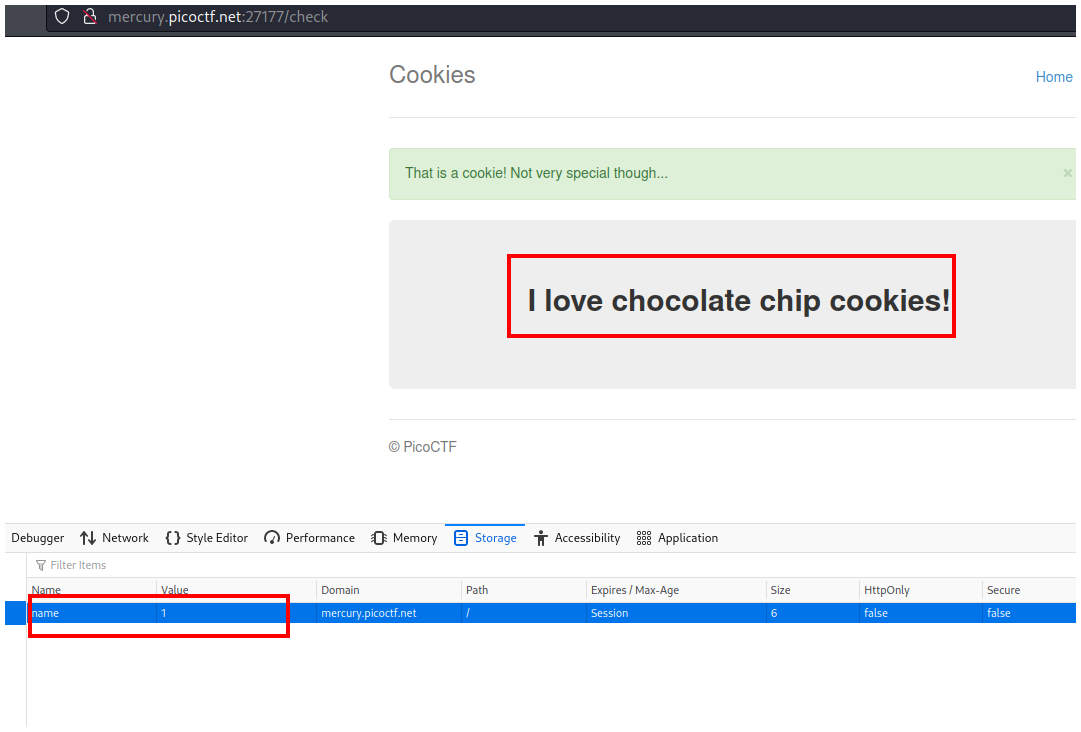 mercury.picoctf.net:27177/check
Cookies Home
That is a cookie! Not very special though... ×
I love chocolate chip cookies!
© PicoCTF
Debugger Network {} Style Editor Performance Memory Storage Accessibility Application
Filter Items
Name Value Domain Path Expires / Max-Age Size HttpOnly Secure
name 1 mercury.picoctf.net / Session 6 false false